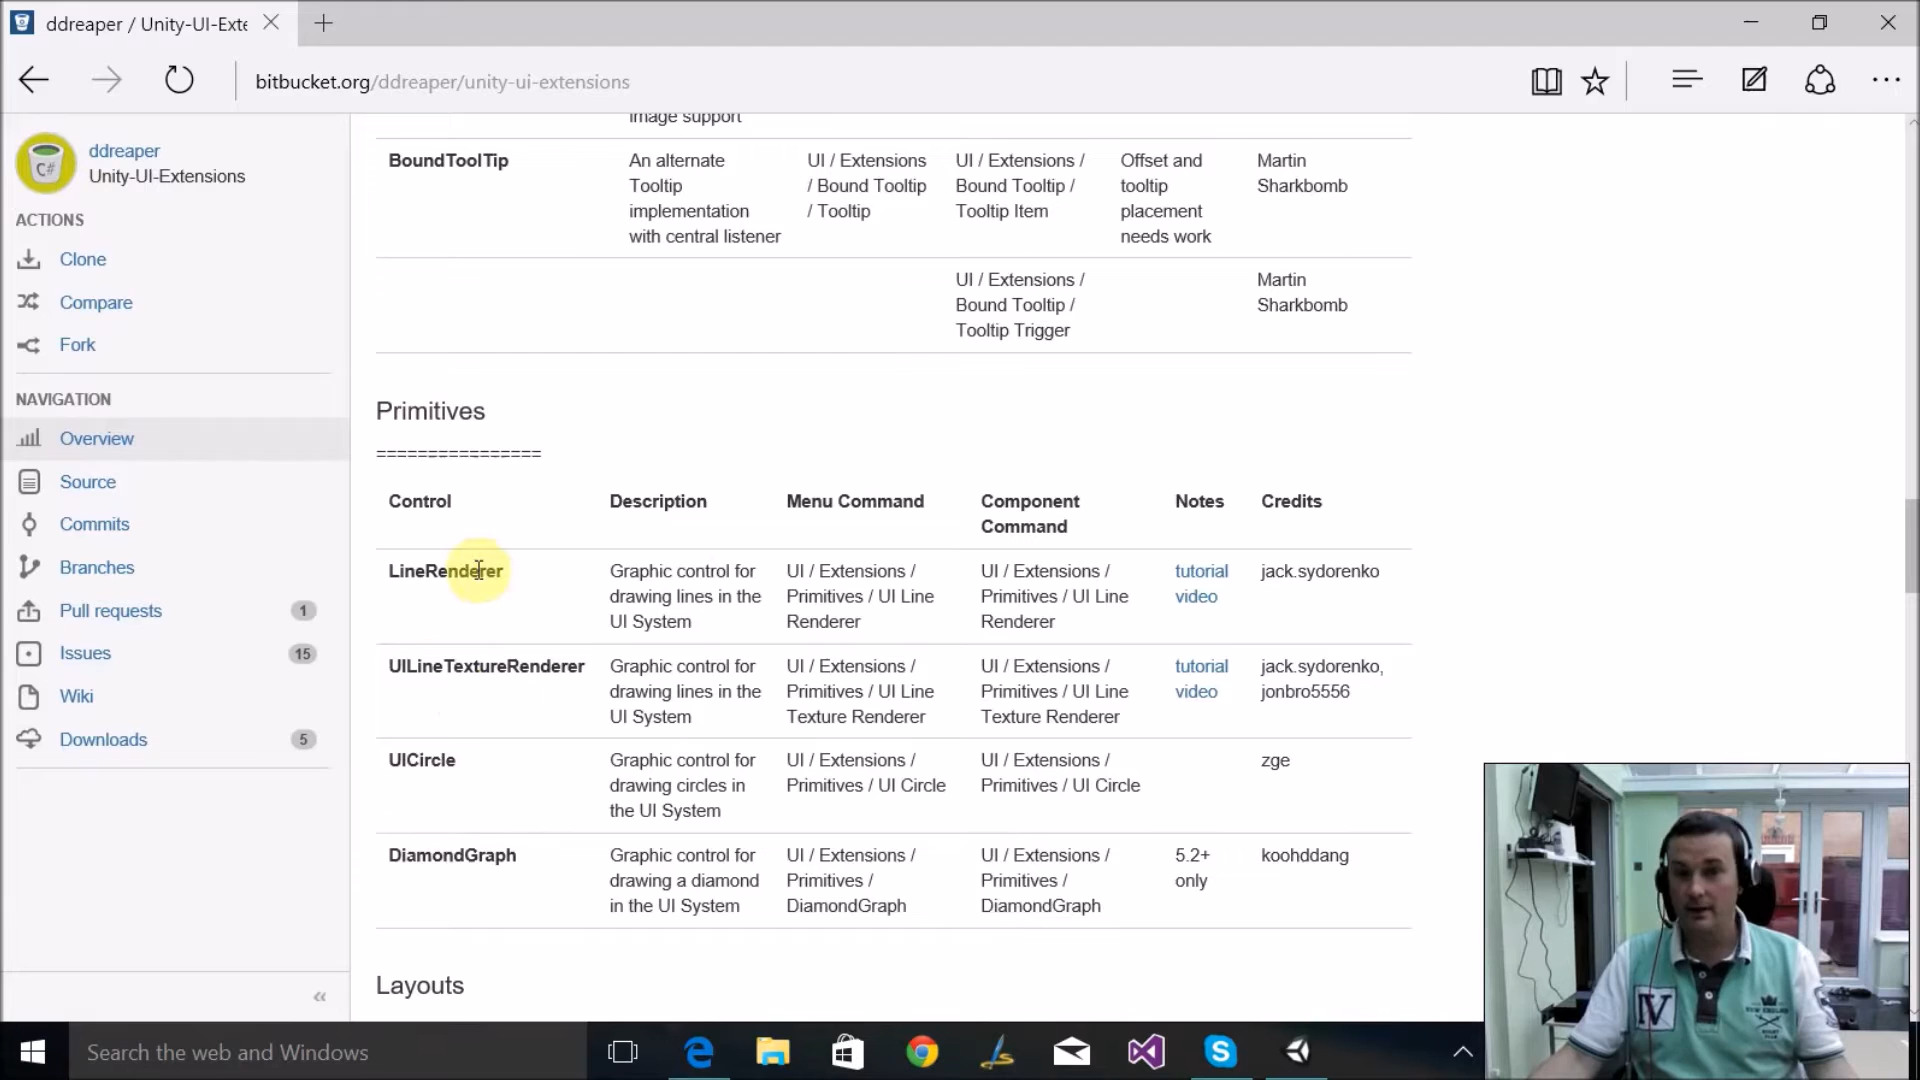 ddreaper / Unity-UI-Exte
bitbucket.org/ddreaper/unity-ui-extensions
ddreaper
Unity-UI-Extensions
ACTIONS
Clone
Compare
Fork
NAVIGATION
Overview
Source
Commits
Branches
Pull requests 1
Issues 15
Wiki
Downloads 5
«
image support
BoundToolTip An alternate UI / Extensions UI / Extensions / Offset and Martin
Tooltip / Bound Tooltip Bound Tooltip / tooltip Sharkbomb
implementation / Tooltip Tooltip Item placement
with central listener needs work
UI / Extensions / Martin
Bound Tooltip / Sharkbomb
Tooltip Trigger
Primitives
================
Control Description Menu Command Component Notes Credits
Command
LineRenderer Graphic control for UI / Extensions / UI / Extensions / tutorial jack.sydorenko
drawing lines in the Primitives / UI Line Primitives / UI Line video
UI System Renderer Renderer
UILineTextureRenderer Graphic control for UI / Extensions / UI / Extensions / tutorial jack.sydorenko,
drawing lines in the Primitives / UI Line Primitives / UI Line video jonbro5556
UI System Texture Renderer Texture Renderer
UICircle Graphic control for UI / Extensions / UI / Extensions / zge
drawing circles in Primitives / UI Circle Primitives / UI Circle
the UI System
DiamondGraph Graphic control for UI / Extensions / UI / Extensions / 5.2+ koohddang
drawing a diamond Primitives / Primitives / only
in the UI System DiamondGraph DiamondGraph
Layouts
Search the web and Windows